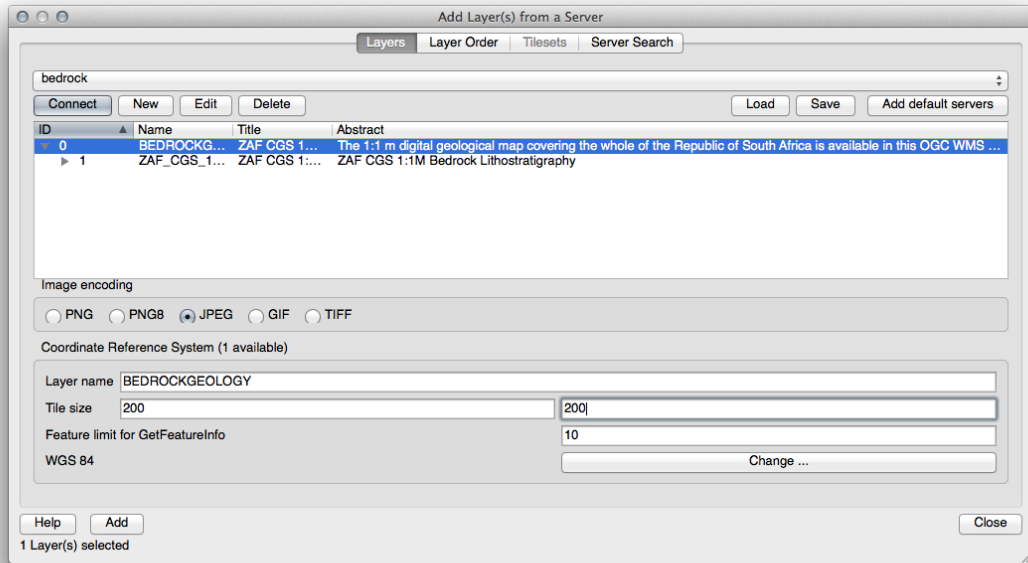 Add Layer(s) from a Server
Layers Layer Order Tilesets Server Search
bedrock
Connect New Edit Delete Load Save Add default servers
ID Name Title Abstract
0 BEDROCKG... ZAF CGS 1... The 1:1 m digital geological map covering the whole of the Republic of South Africa is available in this OGC WMS ...
1 ZAF_CGS_1... ZAF CGS 1:... ZAF CGS 1:1M Bedrock Lithostratigraphy
Image encoding
PNG PNG8 JPEG GIF TIFF
Coordinate Reference System (1 available)
Layer name BEDROCKGEOLOGY
Tile size 200 200
Feature limit for GetFeatureInfo 10
WGS 84 Change ...
Help Add Close
1 Layer(s) selected